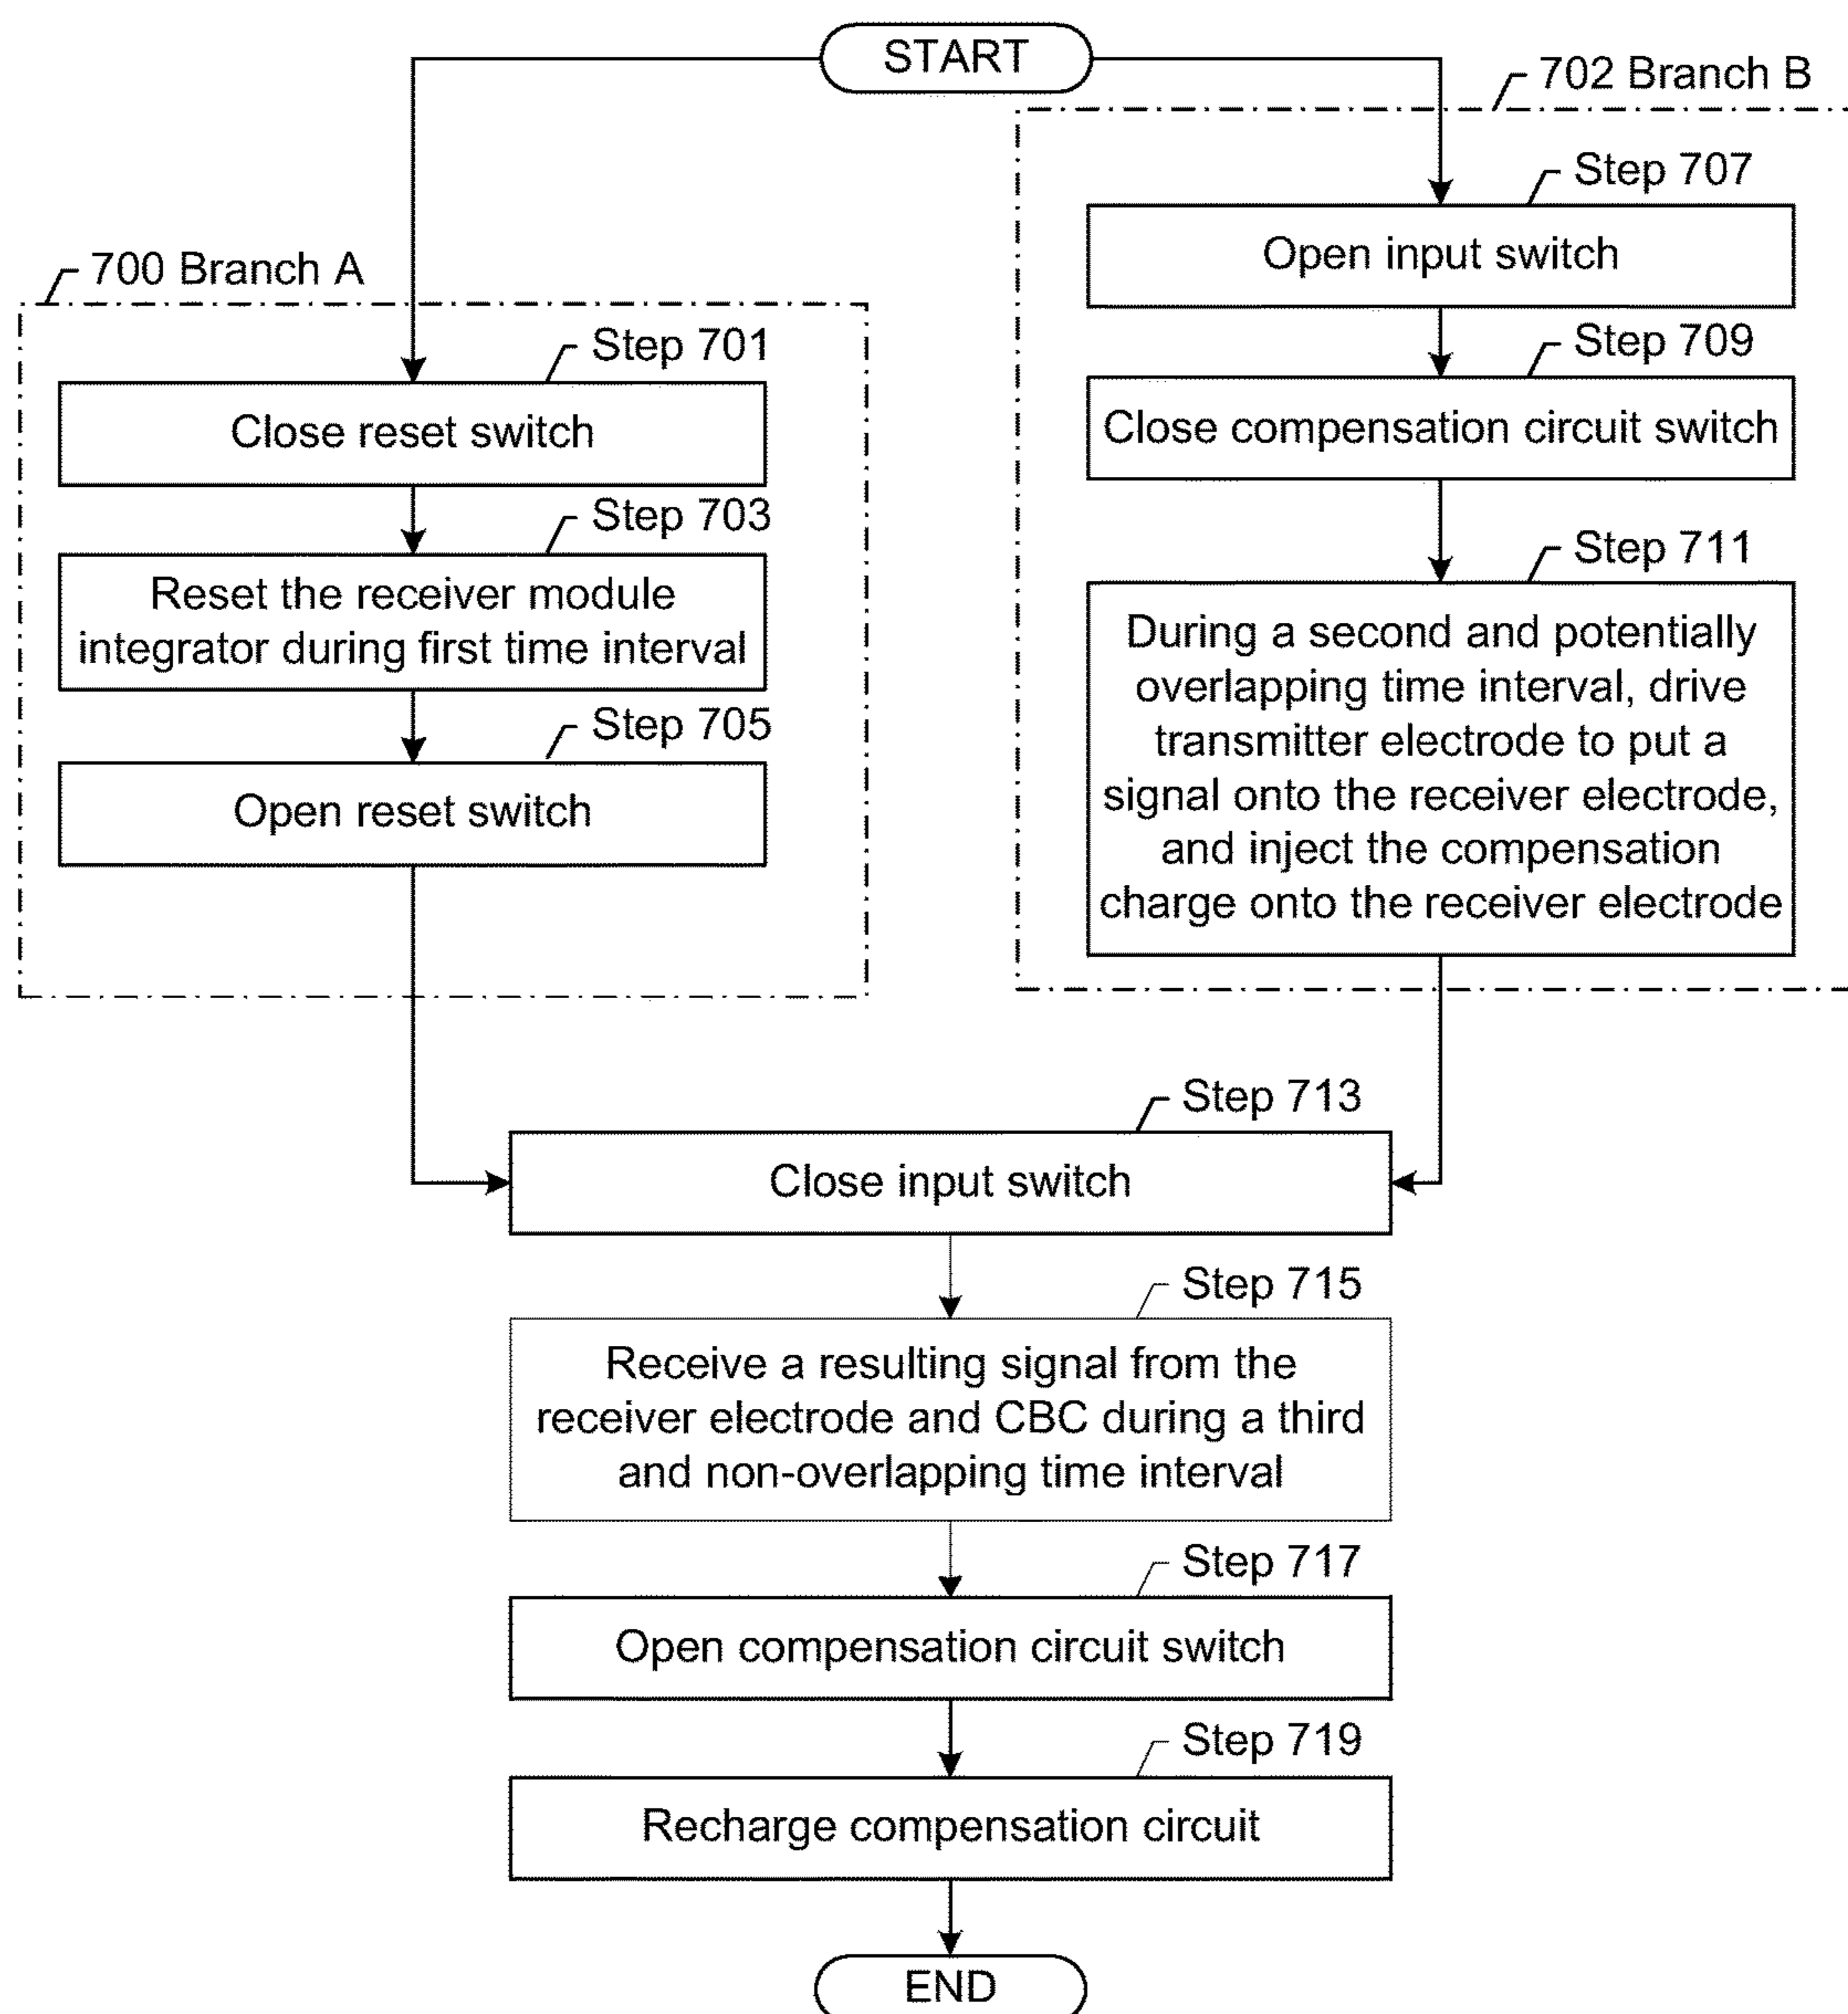 START
702 Branch B
Step 707
Open input switch
Step 709
Close compensation circuit switch
Step 711
During a second and potentially
overlapping time interval, drive
transmitter electrode to put a
signal onto the receiver electrode,
and inject the compensation
charge onto the receiver electrode
700 Branch A
Step 701
Close reset switch
Step 703
Reset the receiver module
integrator during first time interval
Step 705
Open reset switch
Step 713
Close input switch
Step 715
Receive a resulting signal from the
receiver electrode and CBC during a third
and non-overlapping time interval
Step 717
Open compensation circuit switch
Step 719
Recharge compensation circuit
END